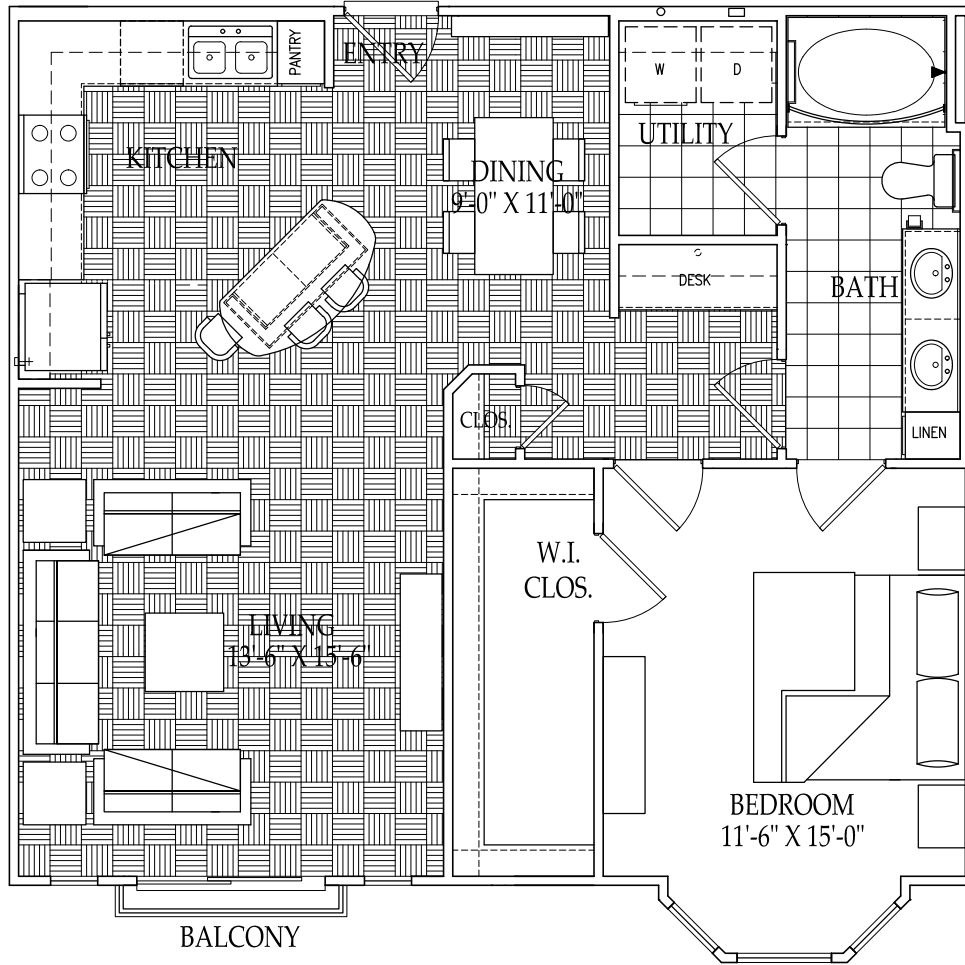 PANTRY
ENTRY
W
D
UTILITY
KITCHEN
DINING
9'-0" X 11'-0"
DESK
BATH
CLOS.
LINEN
W.I.
CLOS.
LIVING
13'-6" X 15'-6"
BEDROOM
11'-6" X 15'-0"
BALCONY